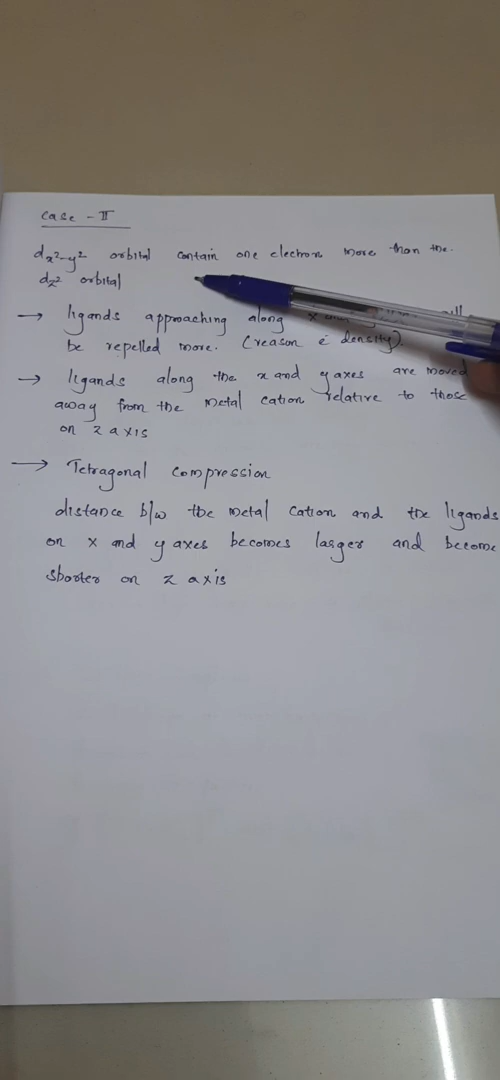 Case - II
dx²-y² orbital contain one electron more than the
dz² orbital
→ ligands approaching along x
be repelled more. (reason ē density).
→ ligands along the x and y axes are moved
away from the metal cation relative to those
on z axis
→ Tetragonal compression
distance b/w the metal cation and the ligands
on x and y axes becomes larger and become
shorter on z axis